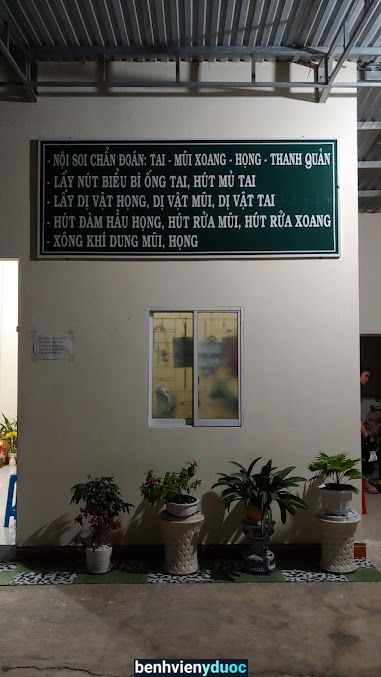 - NỘI SOI CHẨN ĐOÁN: TAI - MŨI XOANG - HỌNG - THANH QUẢN
- LẤY NÚT BIỂU BÌ ỐNG TAI, HÚT MỦ TAI
- LẤY DỊ VẬT HỌNG, DỊ VẬT MŨI, DỊ VẬT TAI
- HÚT ĐÀM HẦU HỌNG, HÚT RỬA MŨI, HÚT RỬA XOANG
- XÔNG KHÍ DUNG MŨI, HỌNG
benhvienyduoc